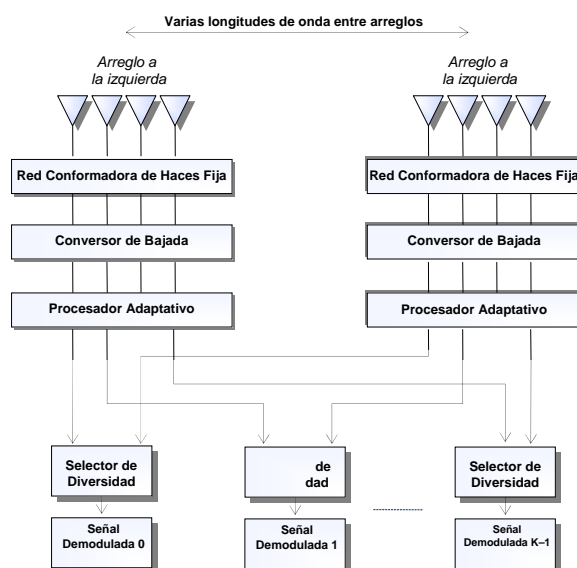 Varias longitudes de onda entre arreglos
Arreglo a
la izquierda
Arreglo a
la izquierda
Red Conformadora de Haces Fija
Red Conformadora de Haces Fija
Conversor de Bajada
Conversor de Bajada
Procesador Adaptativo
Procesador Adaptativo
Selector de
Diversidad
de
dad
Selector de
Diversidad
Señal
Demodulada 0
Señal
Demodulada 1
Señal
Demodulada K–1